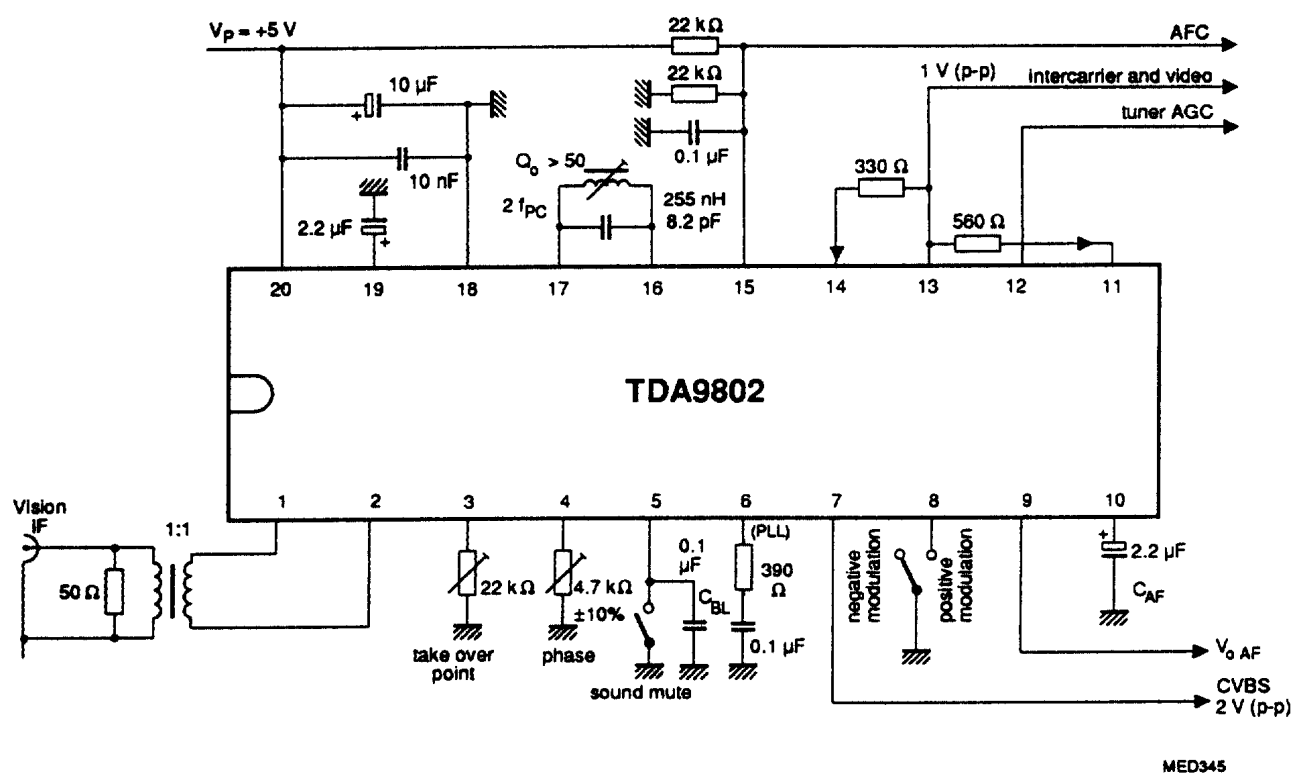 V_P = +5 V
22 kΩ
AFC
22 kΩ
1 V (p-p)
intercarrier and video
10 µF
+
tuner AGC
0.1 µF
Q_o > 50
10 nF
330 Ω
2 f_PC
255 nH
8.2 pF
2.2 µF
+
560 Ω
20 19 18 17 16 15 14 13 12 11
TDA9802
1 2 3 4 5 6 7 8 9 10
Vision
IF
1:1
50 Ω
22 kΩ
take over
point
4.7 kΩ
±10%
phase
0.1
µF
C_BL
sound mute
(PLL)
390
Ω
0.1 µF
negative
modulation
positive
modulation
+
2.2 µF
C_AF
V_o AF
CVBS
2 V (p-p)
MED345